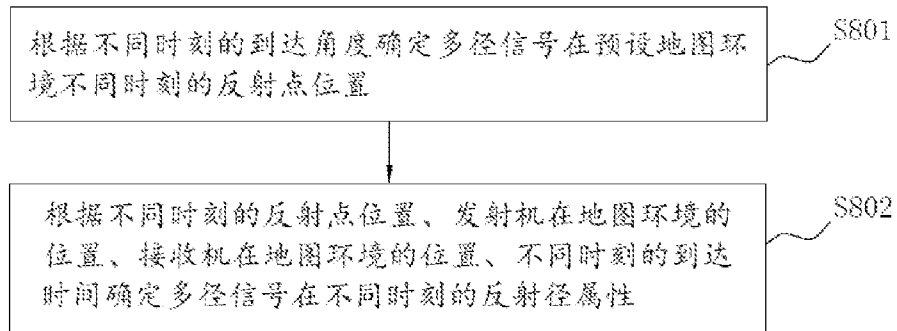 根据不同时刻的到达角度确定多径信号在预设地图环
境不同时刻的反射点位置
S801
根据不同时刻的反射点位置、发射机在地图环境的
位置、接收机在地图环境的位置、不同时刻的到达
时间确定多径信号在不同时刻的反射径属性
S802